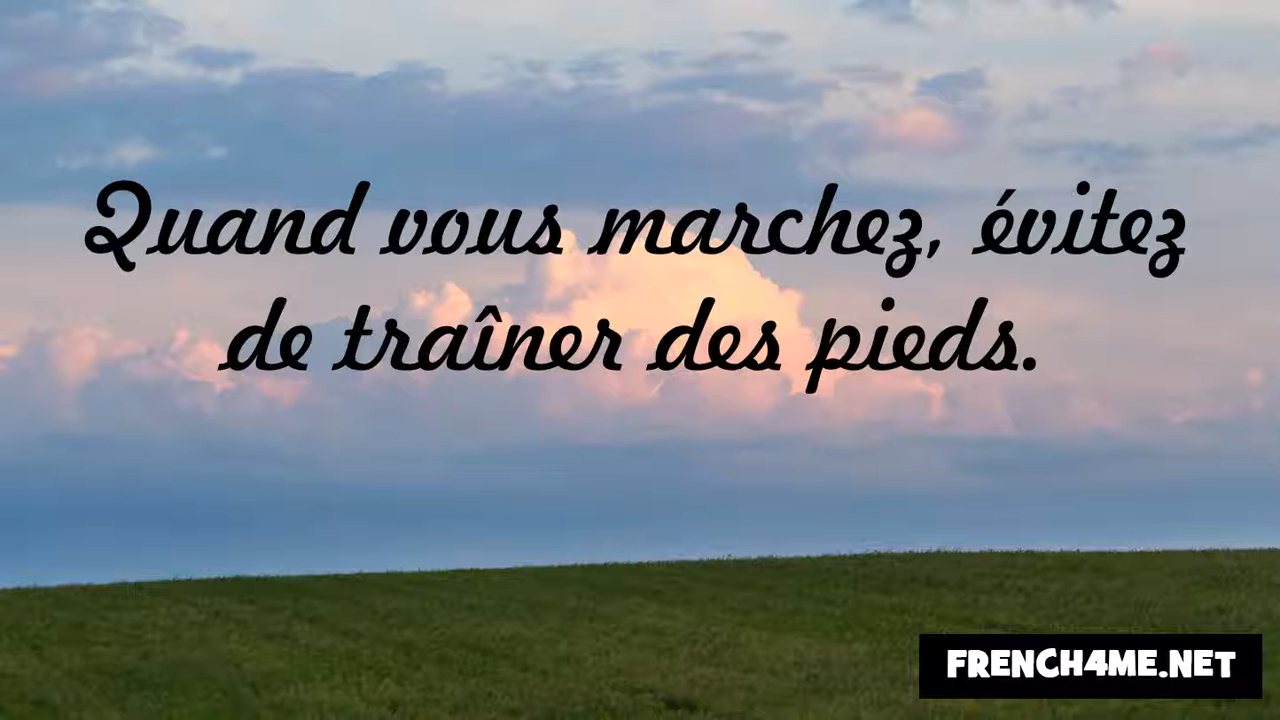 Quand vous marchez, évitez
de traîner des pieds.
FRENCH4ME.NET